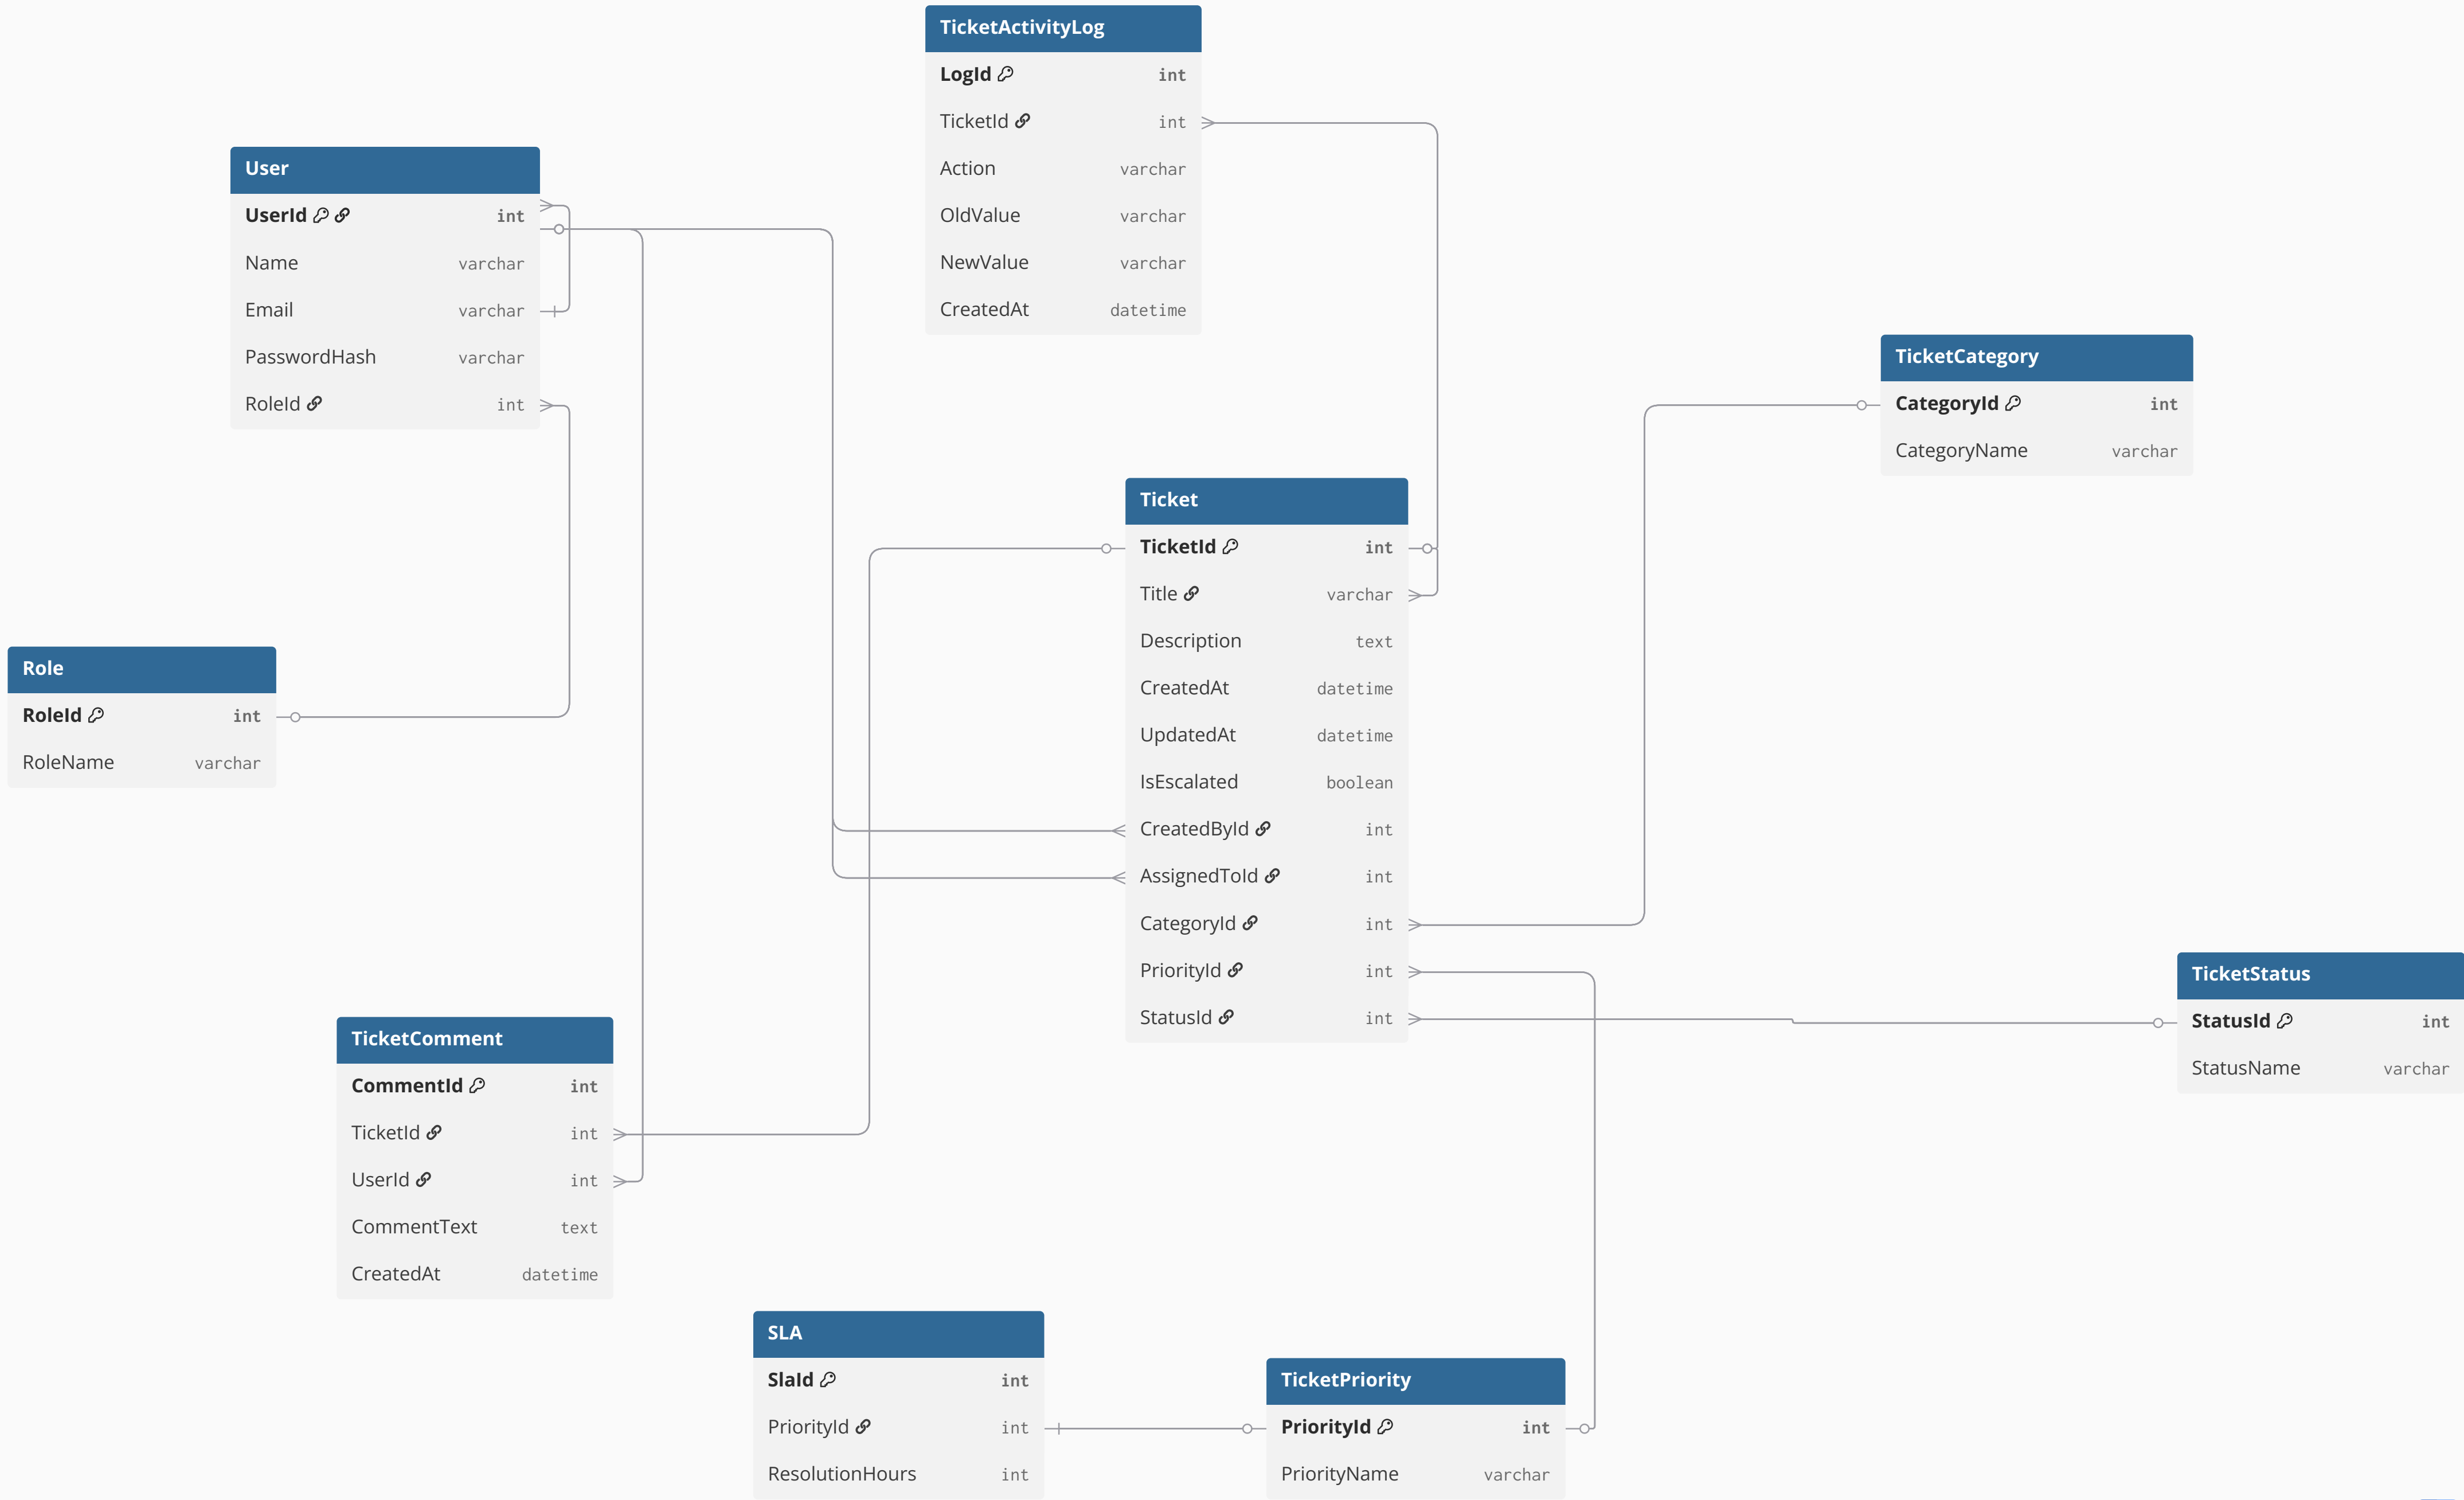 TicketActivityLog
LogId int
TicketId int
Action varchar
OldValue varchar
NewValue varchar
CreatedAt datetime
User
UserId int
Name varchar
Email varchar
PasswordHash varchar
RoleId int
TicketCategory
CategoryId int
CategoryName varchar
Ticket
TicketId int
Title varchar
Description text
CreatedAt datetime
UpdatedAt datetime
IsEscalated boolean
CreatedById int
AssignedToId int
CategoryId int
PriorityId int
StatusId int
Role
RoleId int
RoleName varchar
TicketStatus
StatusId int
StatusName varchar
TicketComment
CommentId int
TicketId int
UserId int
CommentText text
CreatedAt datetime
SLA
SlaId int
PriorityId int
ResolutionHours int
TicketPriority
PriorityId int
PriorityName varchar